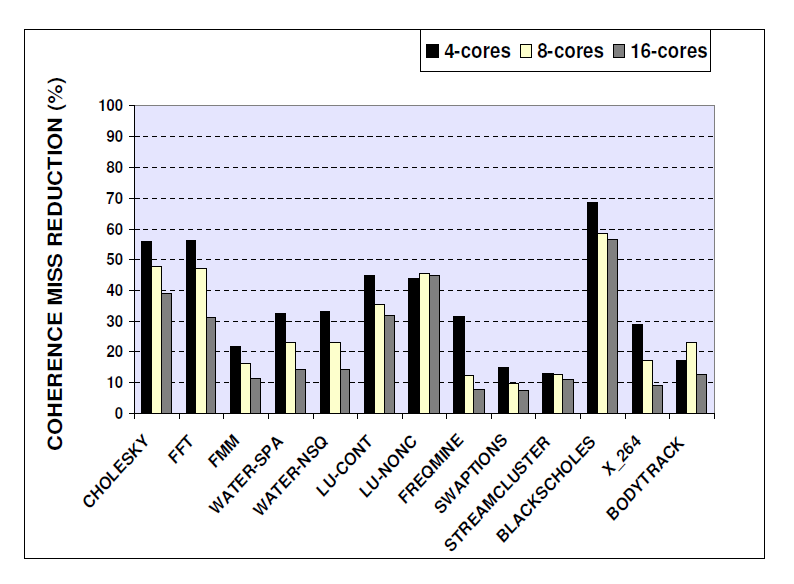 4-cores 8-cores 16-cores
COHERENCE MISS REDUCTION (%)
100
90
80
70
60
50
40
30
20
10
0
CHOLESKY
FFT
FMM
WATER-SPA
WATER-NSQ
LU-CONT
LU-NONC
FREQMINE
SWAPTIONS
STREAMCLUSTER
BLACKSCHOLES
X_264
BODYTRACK